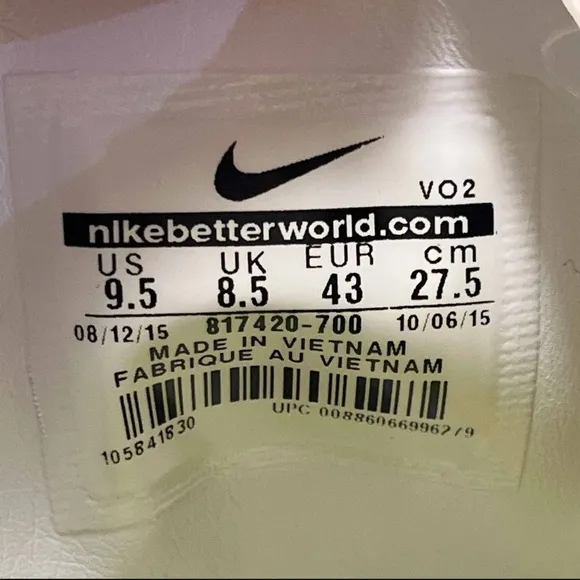 VO2
nikebetterworld.com
US UK EUR cm
9.5 8.5 43 27.5
08/12/15 817420-700 10/06/15
MADE IN VIETNAM
FABRIQUE AU VIETNAM
UPC 00886066996279
105841830